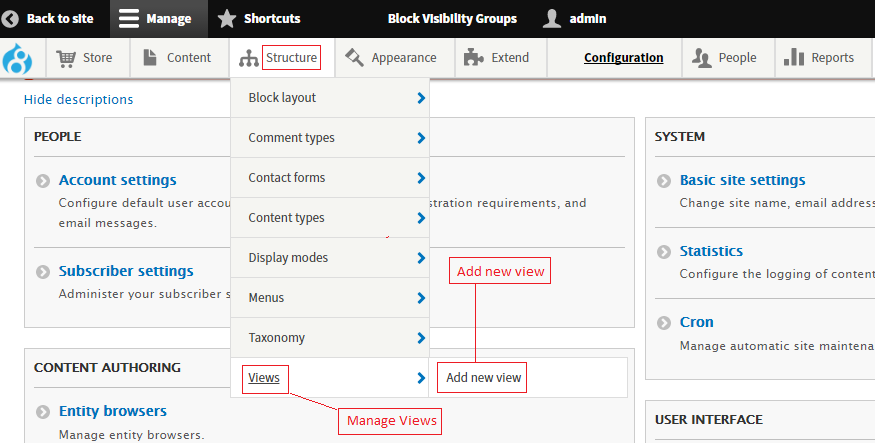 Back to site Manage Shortcuts Block Visibility Groups admin
Store Content Structure Appearance Extend Configuration People Reports
Hide descriptions
Block layout
Comment types
Contact forms
Content types
Display modes
Menus
Taxonomy
Views
Add new view
Add new view
Manage Views
PEOPLE
Account settings
Configure default user accou stration requirements, and
email messages.
Subscriber settings
Administer your subscriber s
CONTENT AUTHORING
Entity browsers
Manage entity browsers.
SYSTEM
Basic site settings
Change site name, email address
Statistics
Configure the logging of content
Cron
Manage automatic site maintena
USER INTERFACE